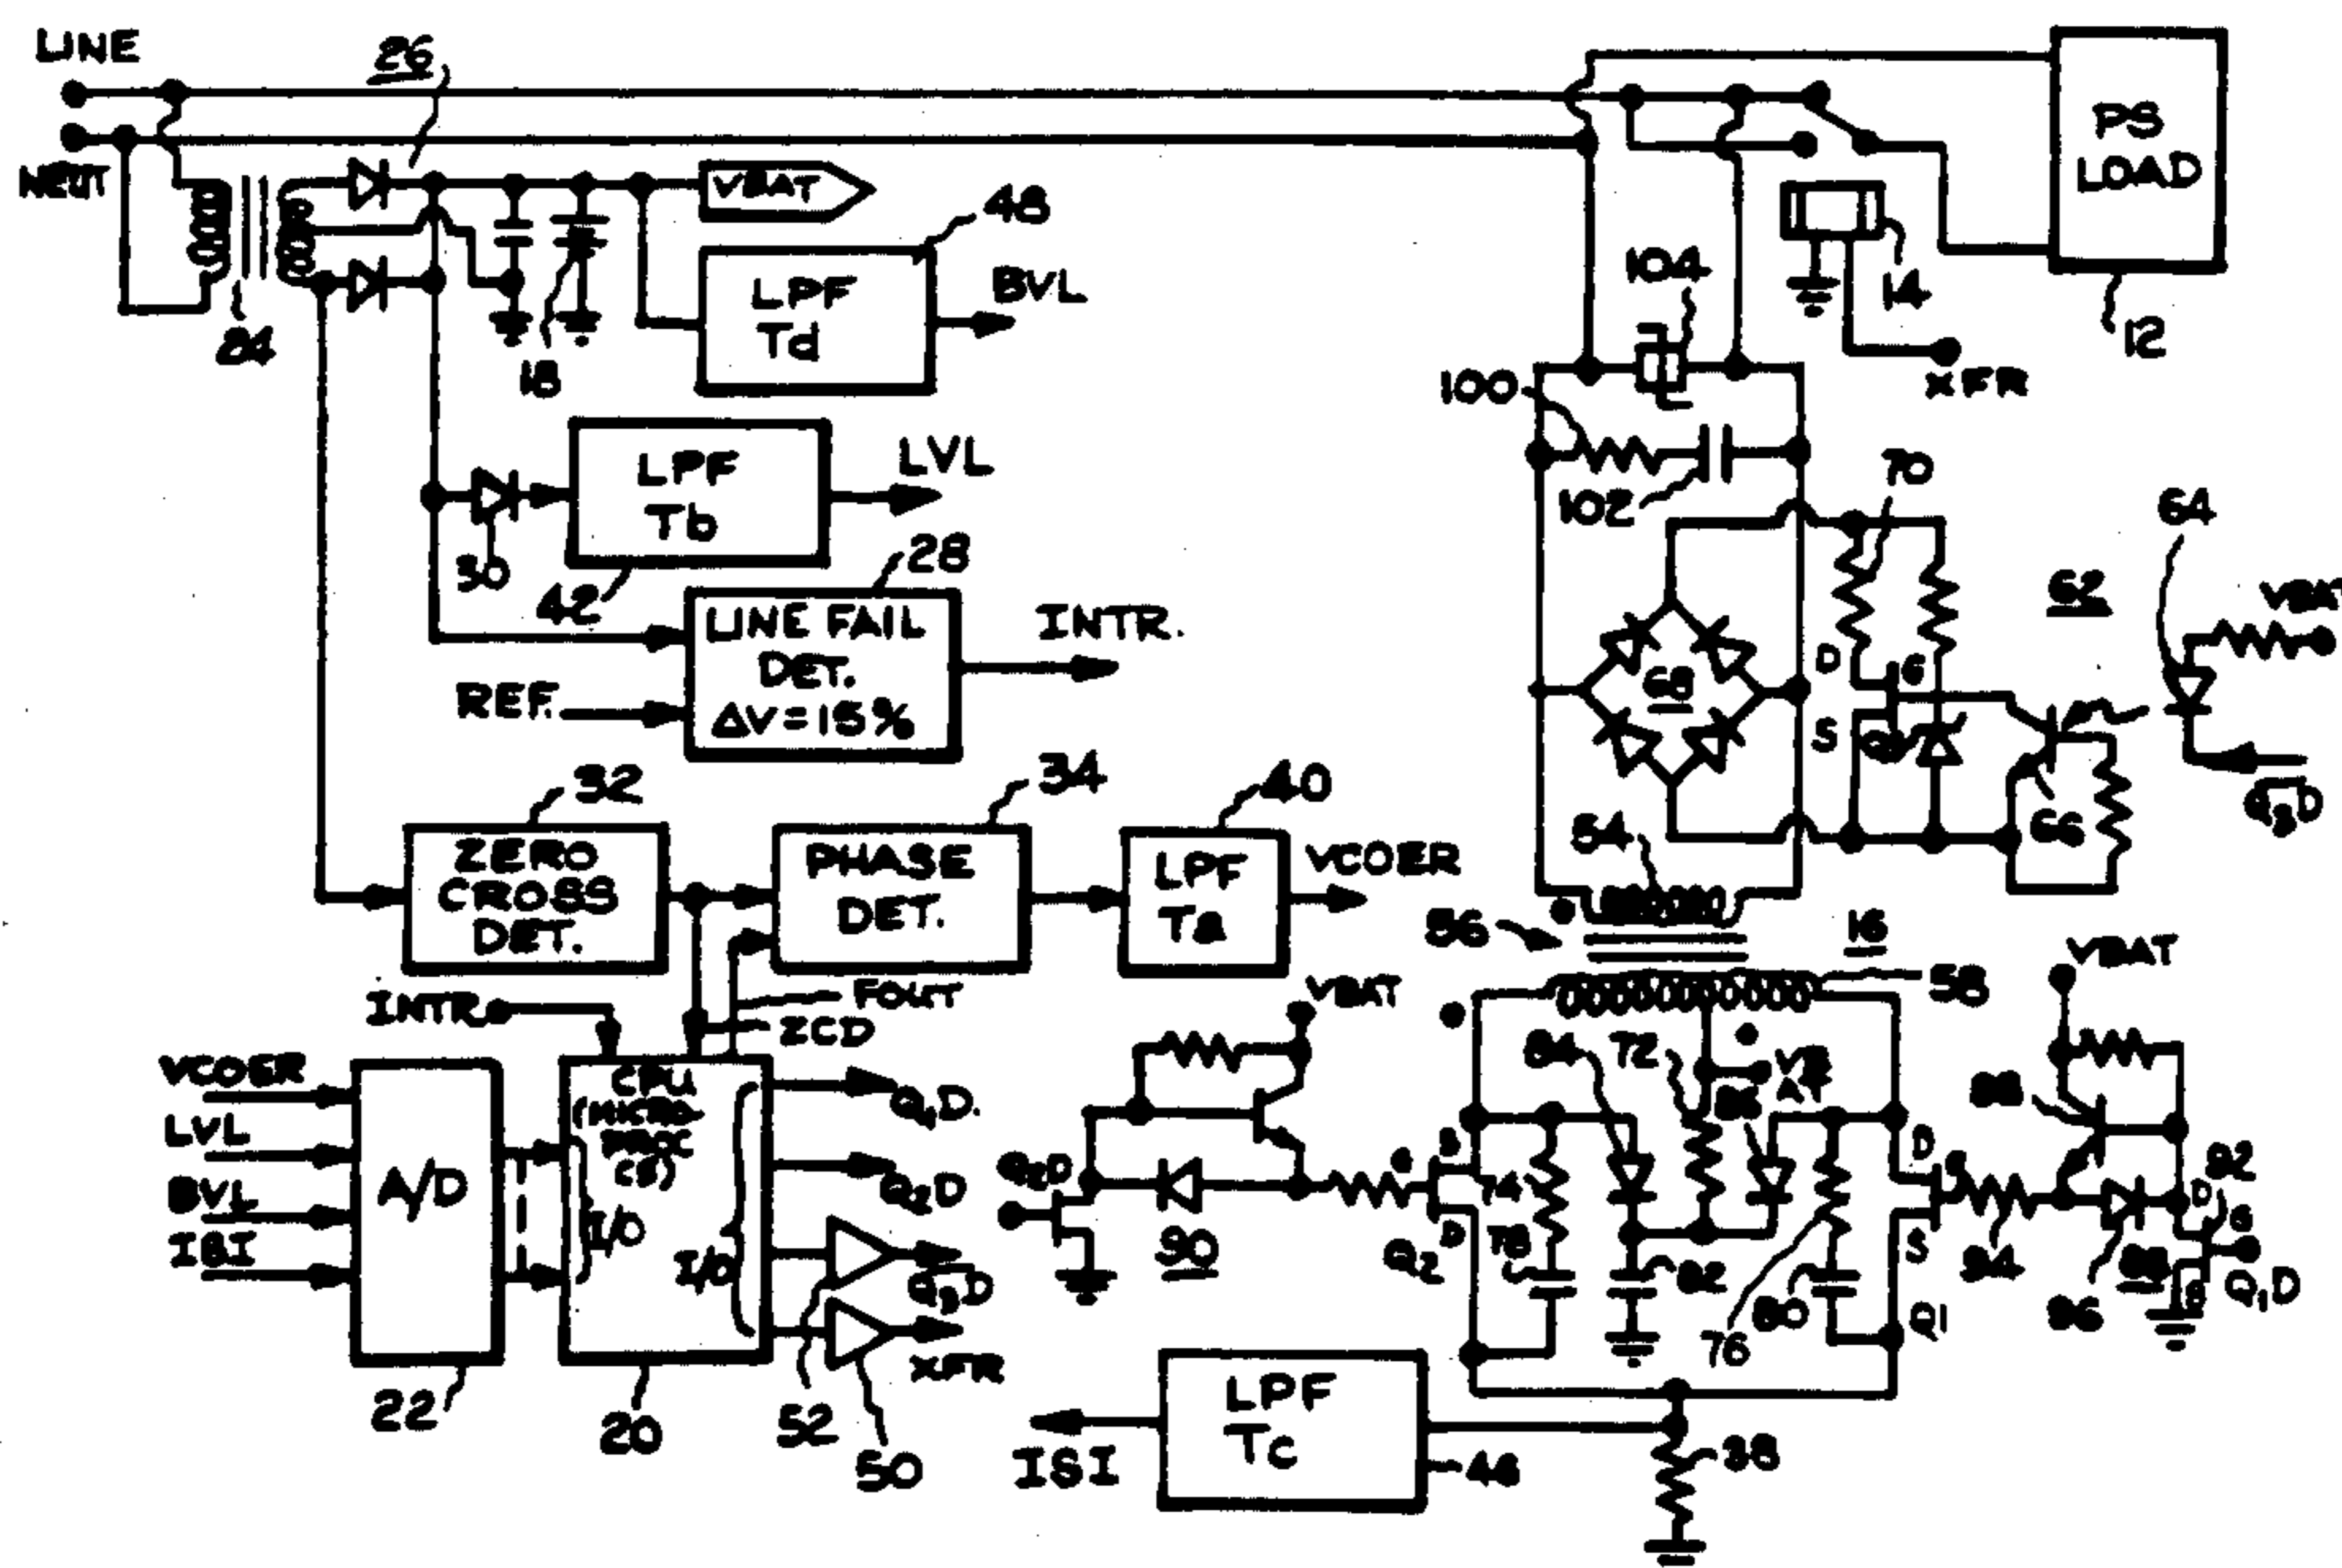 LINE
26
NEUT
VBAT
48
LPF
Td
BVL
18
PS
LOAD
104
14
12
XFR
100
LPF
Tb
LVL
30
42
102
70
64
62
VBAT
28
LINE FAIL
DET.
ΔV=15%
INTR.
REF.
68
D
G
S
66
Q3D
32
34
40
ZERO
CROSS
DET.
PHASE
DET.
LPF
Ta
VCOER
54
56
16
58
VBAT
INTR.
FOUT
ZCD
VBAT
VCOER
LVL
BVL
A/D
CPU
(MICRO-
PROC
(S)
I/O
I/O
Q1D.
Q2D
Q3D
XFR
22
20
52
50
84
72
88
D
92
Q2D
G
74
78
90
Q2
82
80
76
D
G
S
Q1
94
96
D
G
S
Q1D
ISI
LPF
Tc
46
38